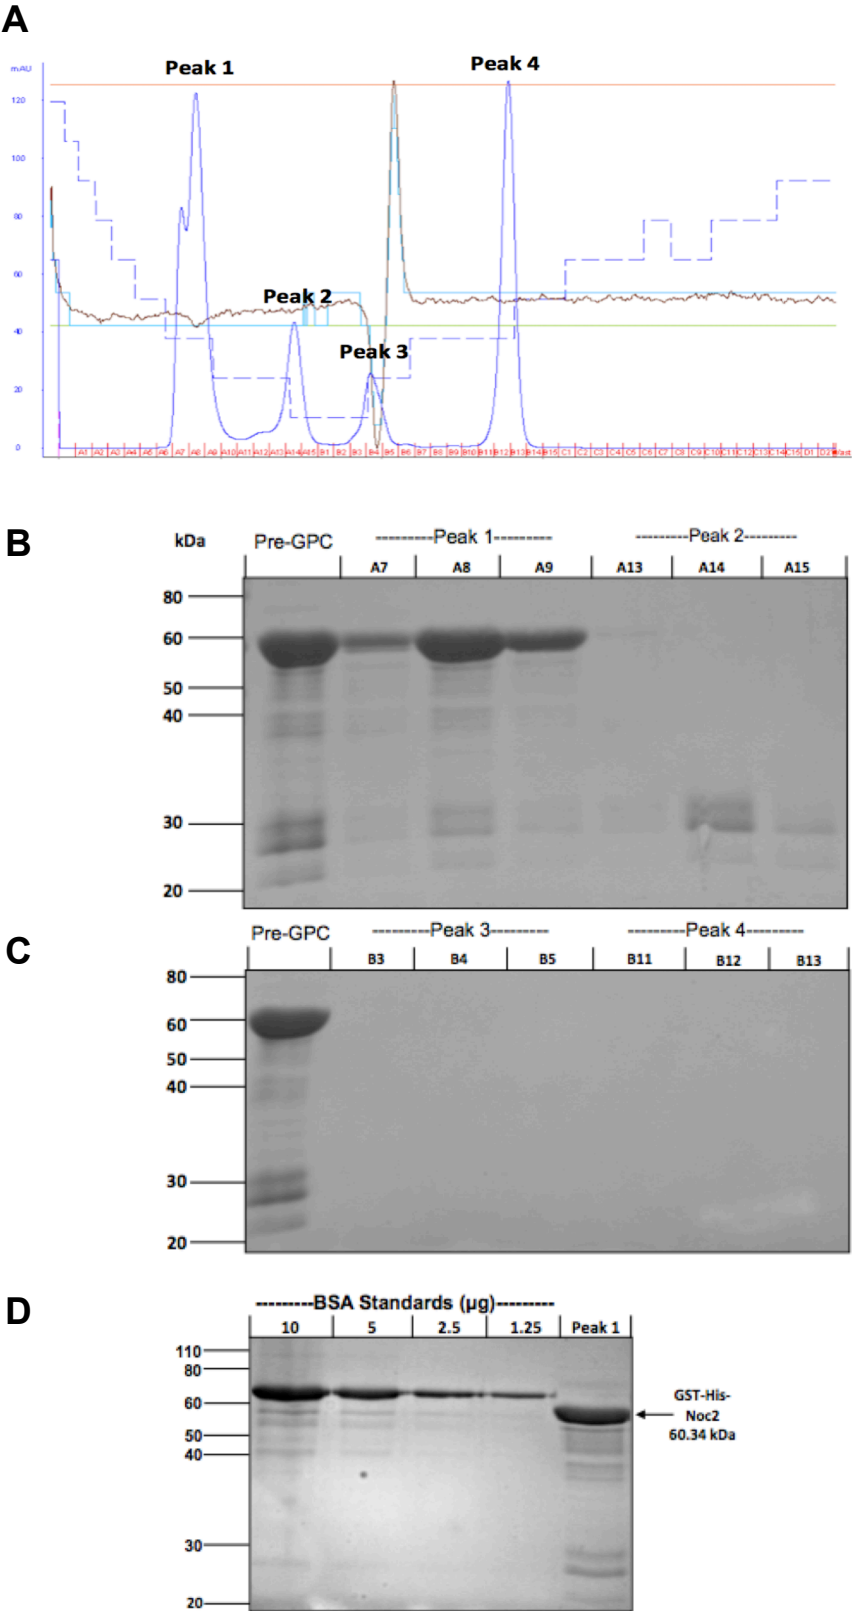 A
mAU
Peak 1
Peak 4
120
100
80
60
Peak 2
40
Peak 3
20
0
A1 A2 A3 A4 A5 A6 A7 A8 A9 A10 A11 A12 A13 A14 A15 B1 B2 B3 B4 B5 B6 B7 B8 B9 B10 B11 B12 B13 B14 B15 C1 C2 C3 C4 C5 C6 C7 C8 C9 C10 C11 C12 C13 C14 C15 D1 D2
B
kDa
Pre-GPC
---------Peak 1---------
---------Peak 2---------
A7 A8 A9 A13 A14 A15
80
60
50
40
30
20
C
Pre-GPC
---------Peak 3---------
---------Peak 4---------
B3 B4 B5 B11 B12 B13
80
60
50
40
30
20
D
---------BSA Standards (µg)---------
10 5 2.5 1.25 Peak 1
110
80
60
50
40
30
20
GST-His-
Noc2
60.34 kDa